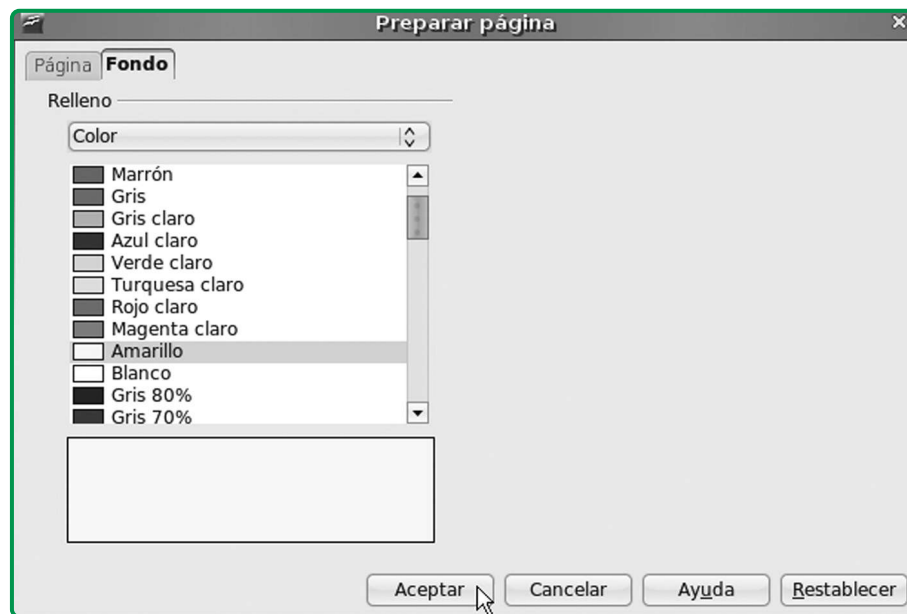 Preparar página
Página Fondo
Relleno
Color
Marrón
Gris
Gris claro
Azul claro
Verde claro
Turquesa claro
Rojo claro
Magenta claro
Amarillo
Blanco
Gris 80%
Gris 70%
Aceptar Cancelar Ayuda Restablecer